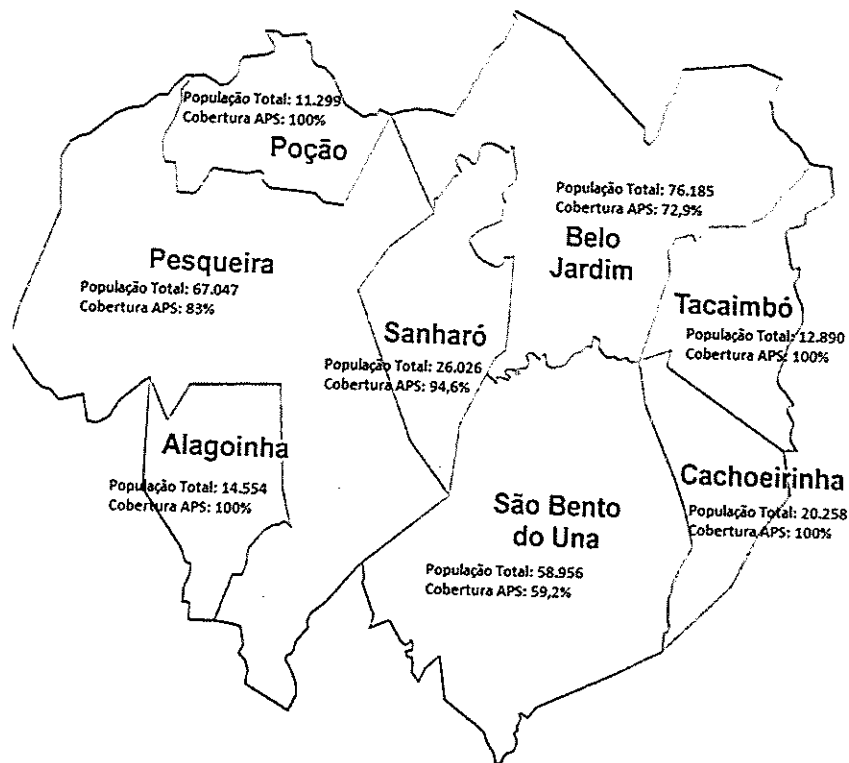 População Total: 11.299
Cobertura APS: 100%
Poção
População Total: 76.185
Cobertura APS: 72,9%
Belo
Jardim
Pesqueira
População Total: 67.047
Cobertura APS: 83%
Tacaimbó
População Total: 12.890
Cobertura APS: 100%
Sanharó
População Total: 26.026
Cobertura APS: 94,6%
Alagoinha
População Total: 14.554
Cobertura APS: 100%
Cachoeirinha
População Total: 20.258
Cobertura APS: 100%
São Bento
do Una
População Total: 58.956
Cobertura APS: 59,2%